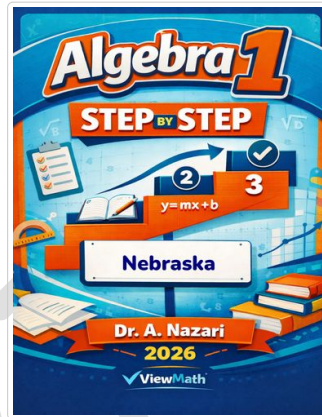 Algebra 1
STEP BY STEP
2
3
y=mx+b
Nebraska
Dr. A. Nazari
2026
ViewMath